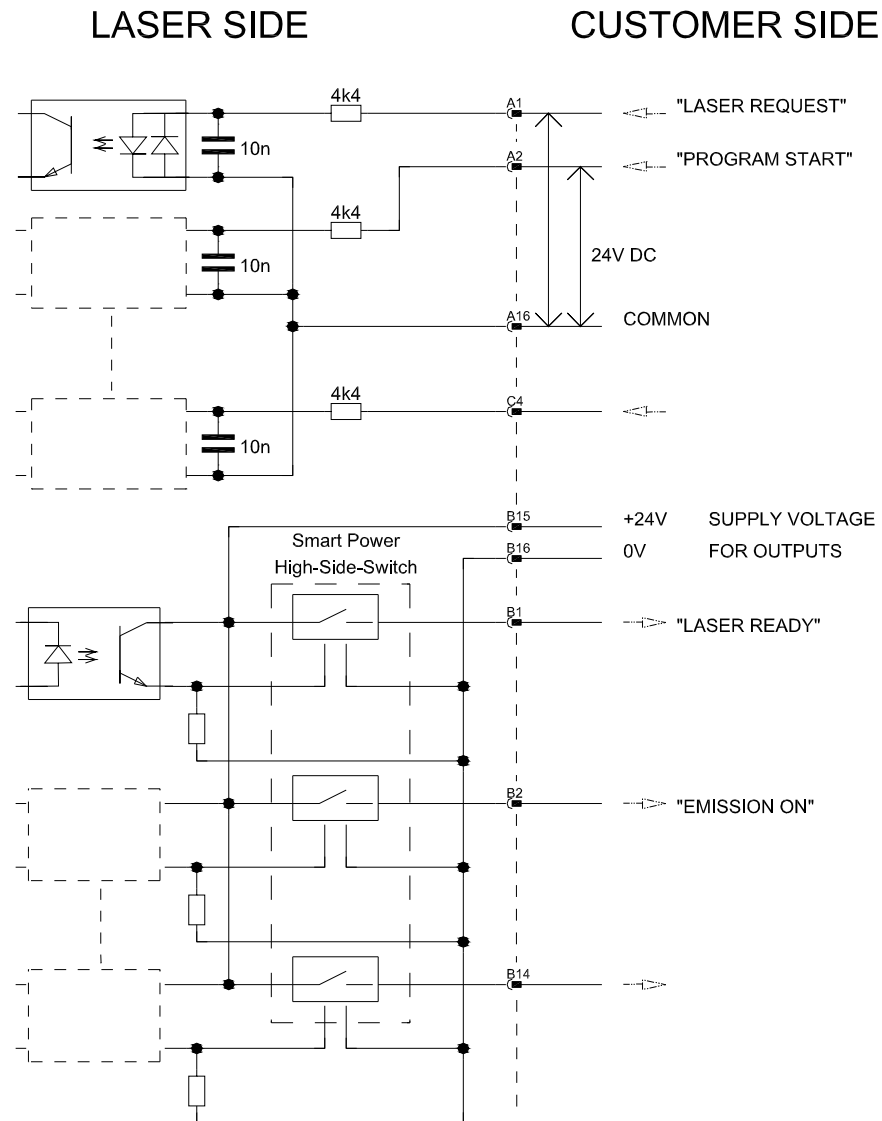 LASER SIDE
CUSTOMER SIDE
4k4
A1
"LASER REQUEST"
10n
A2
"PROGRAM START"
4k4
10n
24V DC
A16
COMMON
4k4
C4
10n
B15
+24V SUPPLY VOLTAGE
Smart Power
High-Side-Switch
B16
0V FOR OUTPUTS
B1
"LASER READY"
B2
"EMISSION ON"
B14